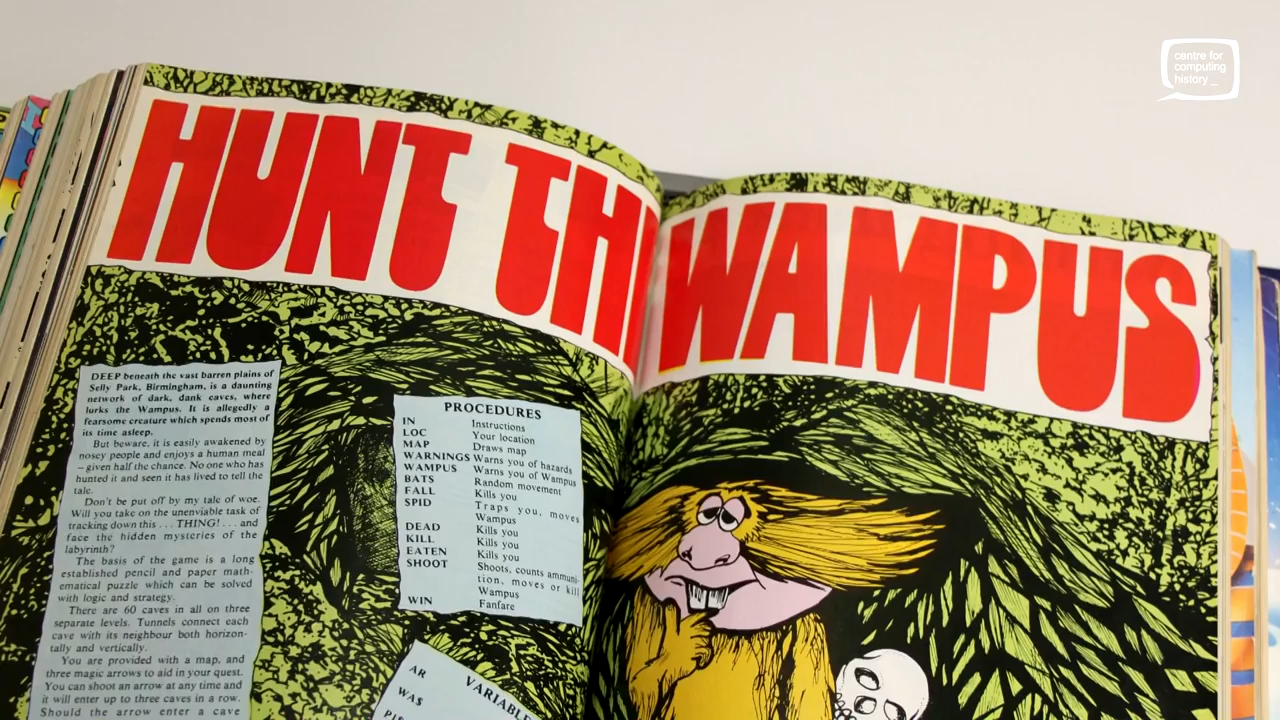 centre for
computing
history _
HUNT TH WAMPUS
DEEP beneath the vast barren plains of
Selly Park, Birmingham, is a daunting
network of dark, dank caves, where
lurks the Wampus. It is allegedly a
fearsome creature which spends most of
its time asleep.
But beware, it is easily awakened by
nosey people and enjoys a human meal
– given half the chance. No one who has
hunted it and seen it has lived to tell the
tale.
Don't be put off by my tale of woe.
Will you take on the unenviable task of
tracking down this . . . THING! . . . and
face the hidden mysteries of the
labyrinth?
The basis of the game is a long
established pencil and paper math-
ematical puzzle which can be solved
with logic and strategy.
There are 60 caves in all on three
separate levels. Tunnels connect each
cave with its neighbour both horizon-
tally and vertically.
You are provided with a map, and
three magic arrows to aid in your quest.
You can shoot an arrow at any time and
it will enter up to three caves in a row.
Should the arrow enter a cave
PROCEDURES
IN Instructions
LOC Your location
MAP Draws map
WARNINGS Warns you of hazards
WAMPUS Warns you of Wampus
BATS Random movement
FALL Kills you
SPID Traps you, moves
Wampus
DEAD Kills you
KILL Kills you
EATEN Kills you
SHOOT Shoots, counts ammuni-
tion, moves or kill
Wampus
WIN Fanfare
VARIABLE
AR
WA$